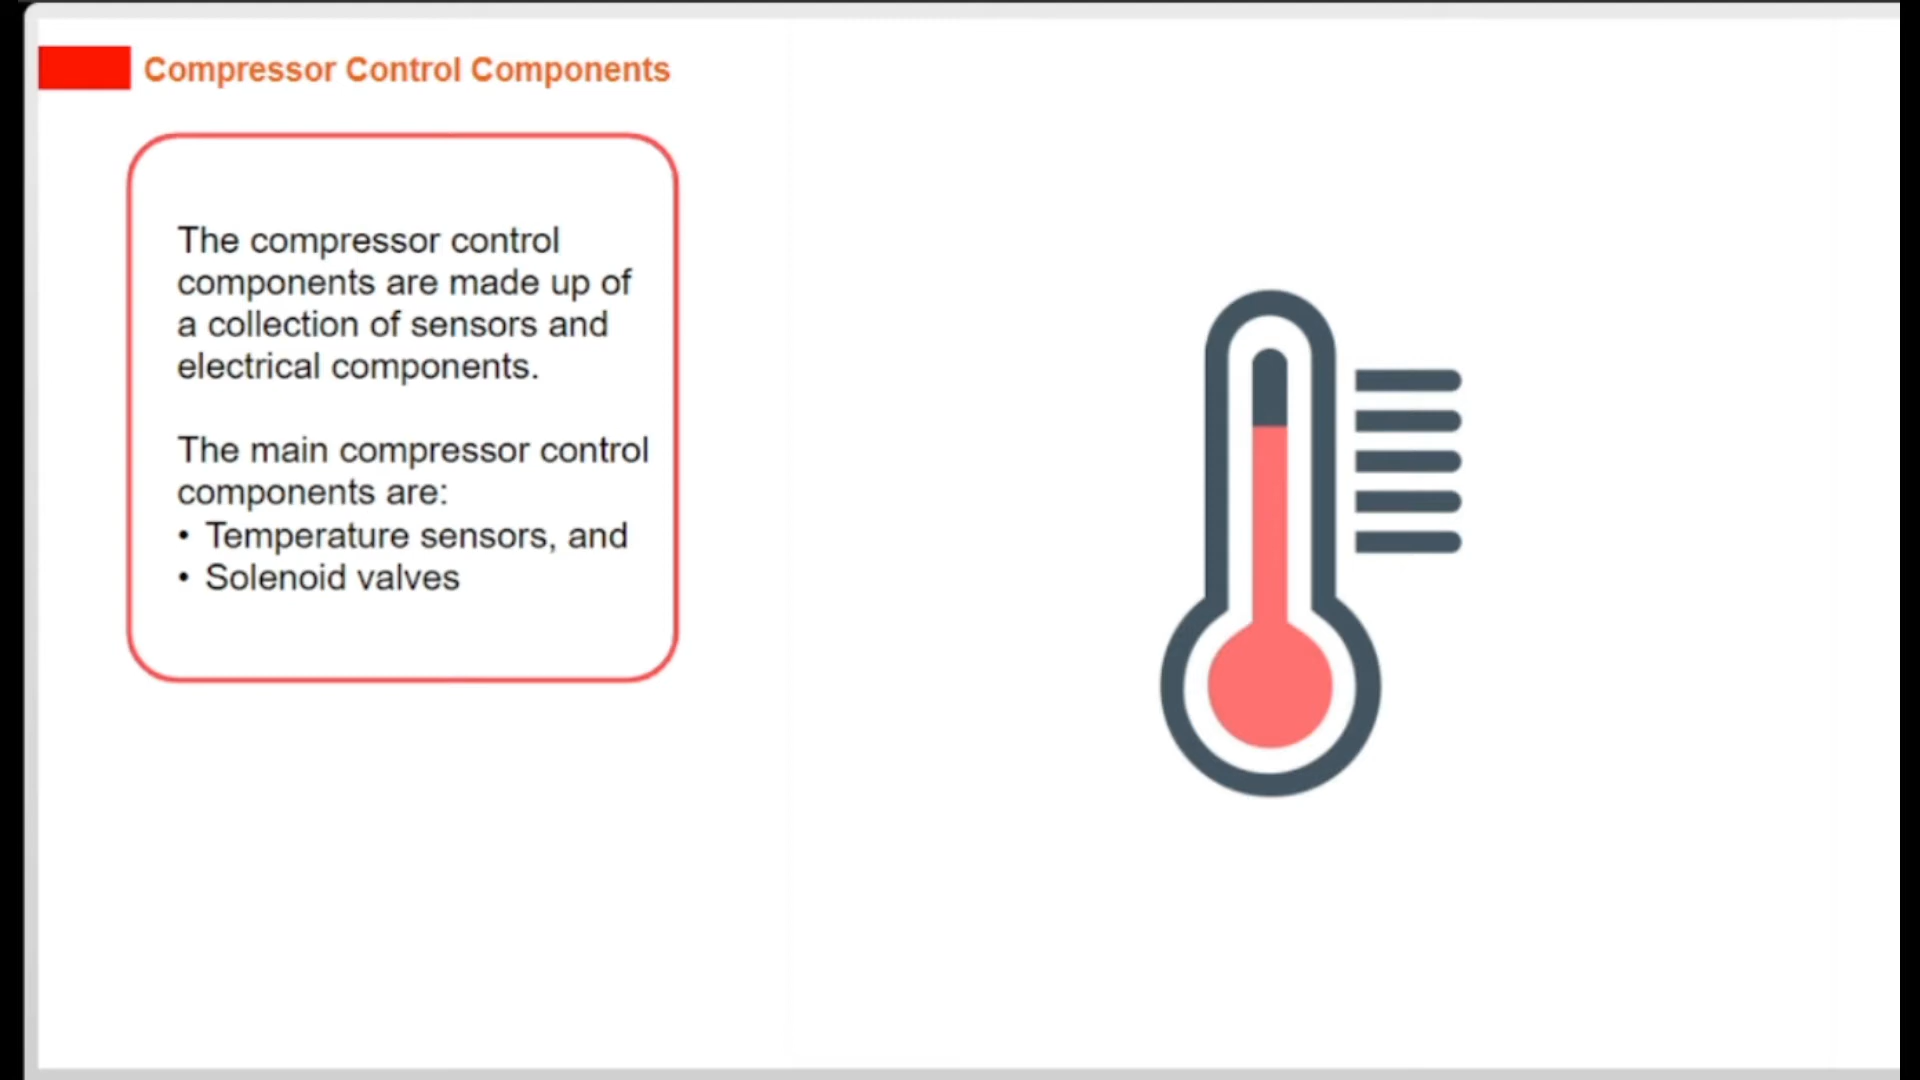 Compressor Control Components
The compressor control
components are made up of
a collection of sensors and
electrical components.
The main compressor control
components are:
• Temperature sensors, and
• Solenoid valves